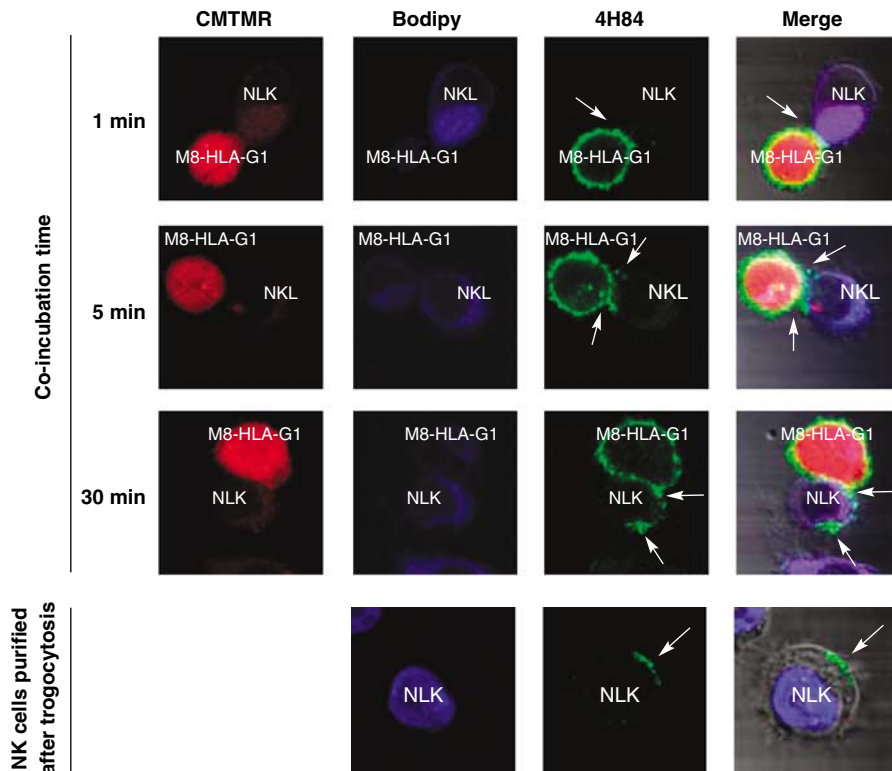 CMTMR Bodipy 4H84 Merge
Co-incubation time
1 min
NLK
M8-HLA-G1
NKL
M8-HLA-G1
NLK
M8-HLA-G1
NLK
M8-HLA-G1
5 min
M8-HLA-G1
NKL
M8-HLA-G1
NKL
M8-HLA-G1
NKL
M8-HLA-G1
NKL
30 min
M8-HLA-G1
NLK
M8-HLA-G1
NLK
M8-HLA-G1
NLK
M8-HLA-G1
NLK
NK cells purified
after trogocytosis
NLK
NLK
NLK